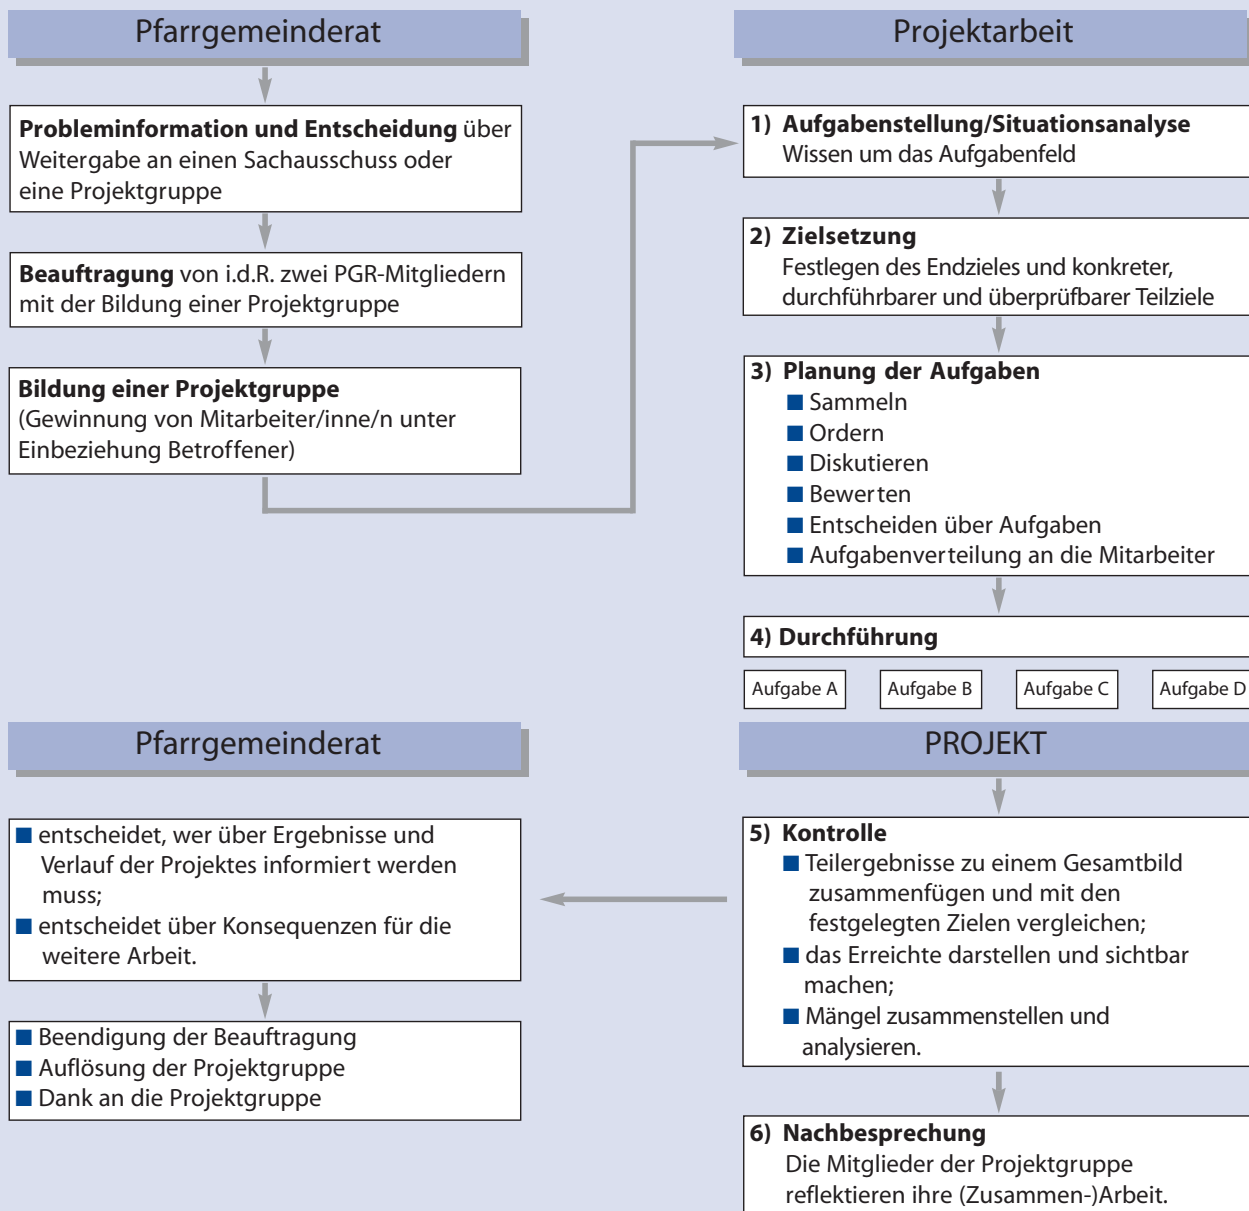 Pfarrgemeinderat
Probleminformation und Entscheidung über
Weitergabe an einen Sachausschuss oder
eine Projektgruppe
Beauftragung von i.d.R. zwei PGR-Mitgliedern
mit der Bildung einer Projektgruppe
Bildung einer Projektgruppe
(Gewinnung von Mitarbeiter/inne/n unter
Einbeziehung Betroffener)
Projektarbeit
1) Aufgabenstellung/Situationsanalyse
Wissen um das Aufgabenfeld
2) Zielsetzung
Festlegen des Endzieles und konkreter,
durchführbarer und überprüfbarer Teilziele
3) Planung der Aufgaben
■ Sammeln
■ Ordern
■ Diskutieren
■ Bewerten
■ Entscheiden über Aufgaben
■ Aufgabenverteilung an die Mitarbeiter
4) Durchführung
Aufgabe A
Aufgabe B
Aufgabe C
Aufgabe D
PROJEKT
5) Kontrolle
■ Teilergebnisse zu einem Gesamtbild
zusammenfügen und mit den
festgelegten Zielen vergleichen;
■ das Erreichte darstellen und sichtbar
machen;
■ Mängel zusammenstellen und
analysieren.
6) Nachbesprechung
Die Mitglieder der Projektgruppe
reflektieren ihre (Zusammen-)Arbeit.
Pfarrgemeinderat
■ entscheidet, wer über Ergebnisse und
Verlauf der Projektes informiert werden
muss;
■ entscheidet über Konsequenzen für die
weitere Arbeit.
■ Beendigung der Beauftragung
■ Auflösung der Projektgruppe
■ Dank an die Projektgruppe